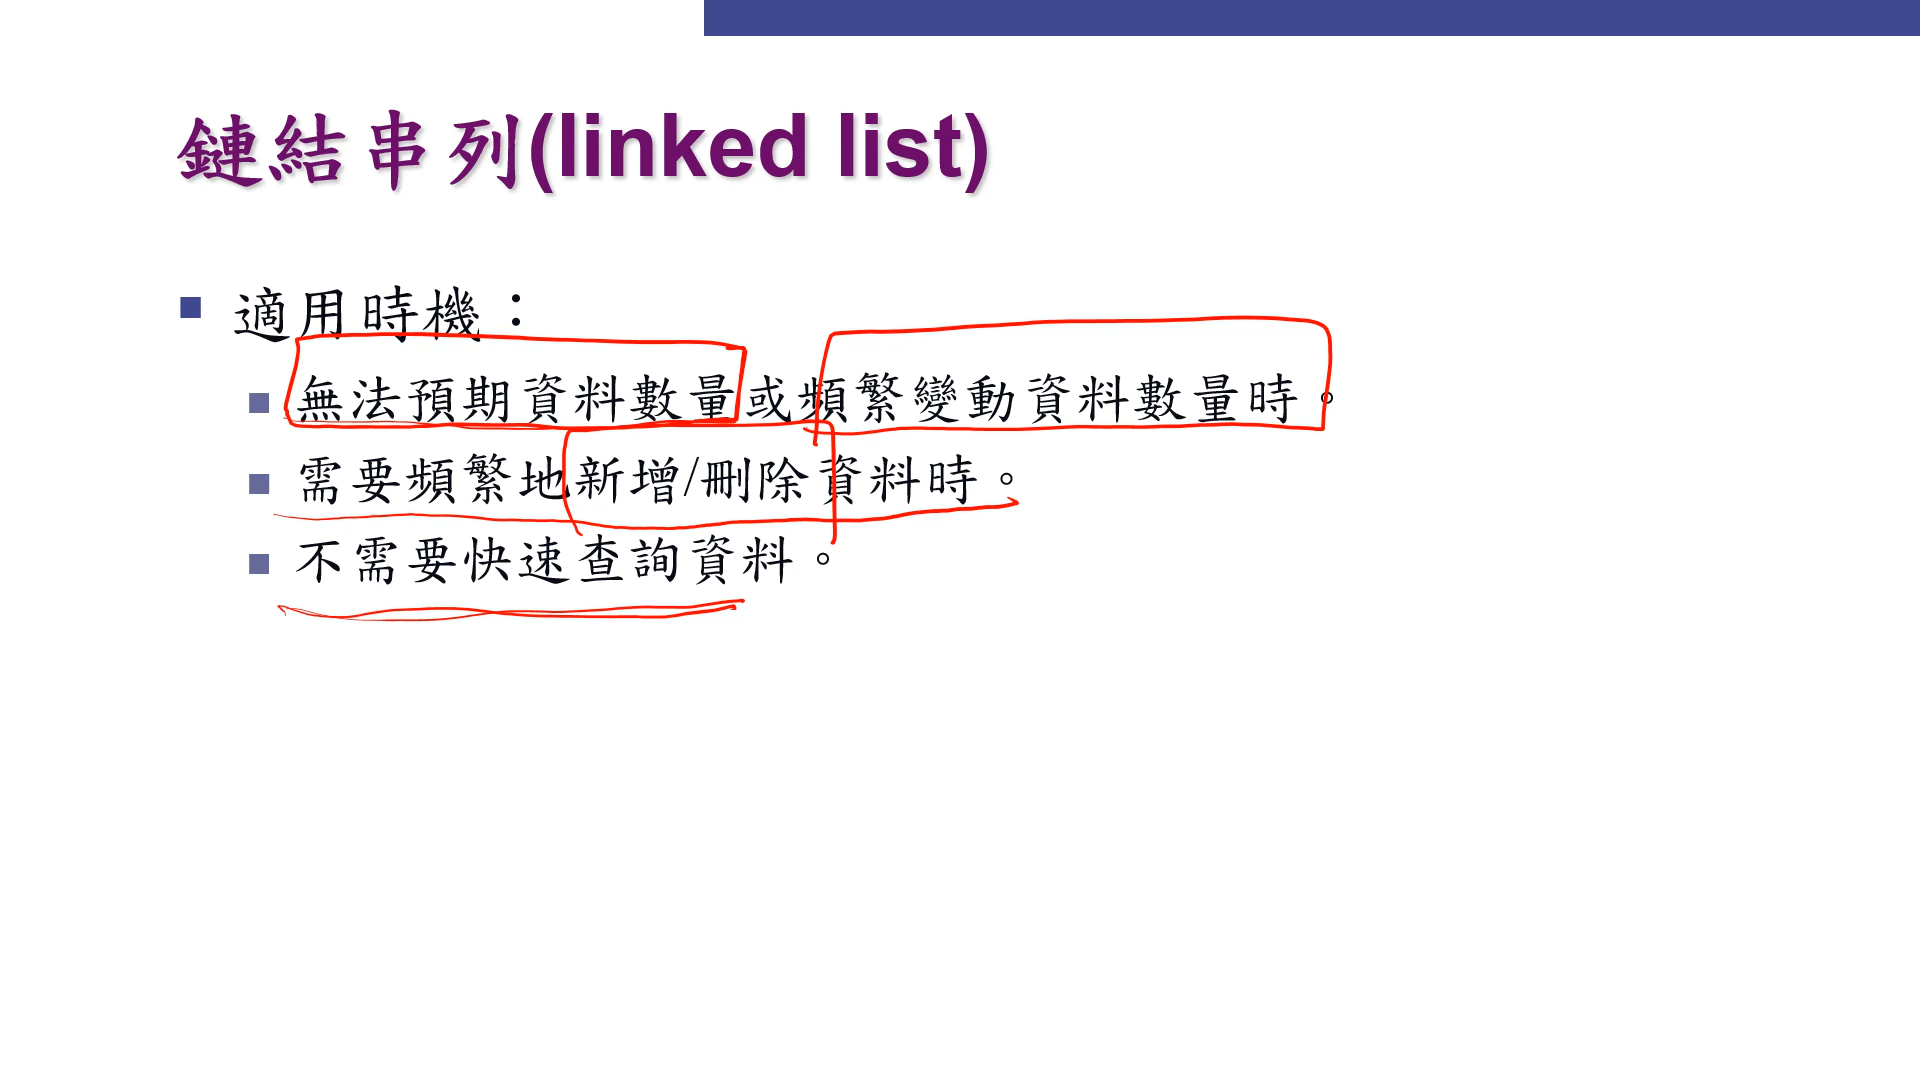 鏈結串列(linked list)
適用時機：
無法預期資料數量或頻繁變動資料數量時。
需要頻繁地新增/刪除資料時。
不需要快速查詢資料。